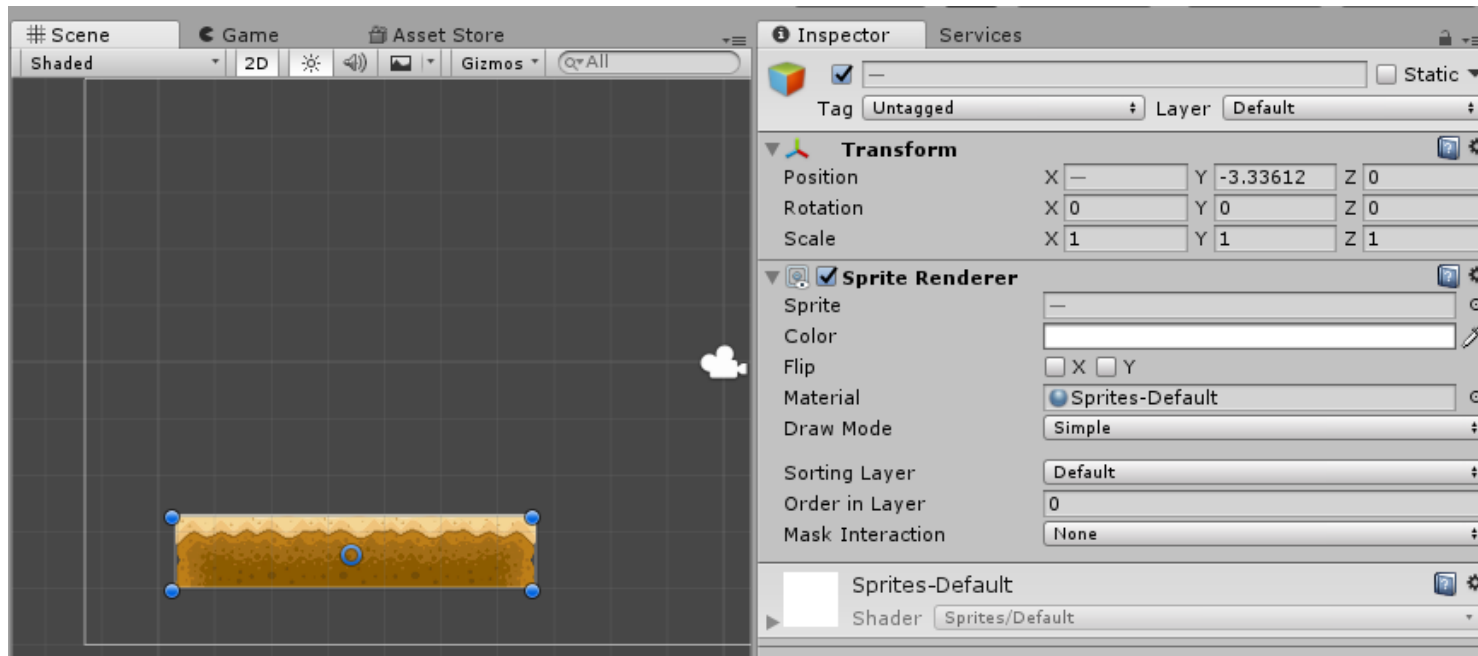 Scene Game Asset Store
Shaded 2D Gizmos All
Inspector Services
— Static
Tag Untagged Layer Default
Transform
Position X — Y -3.33612 Z 0
Rotation X 0 Y 0 Z 0
Scale X 1 Y 1 Z 1
Sprite Renderer
Sprite —
Color
Flip X Y
Material Sprites-Default
Draw Mode Simple
Sorting Layer Default
Order in Layer 0
Mask Interaction None
Sprites-Default
Shader Sprites/Default